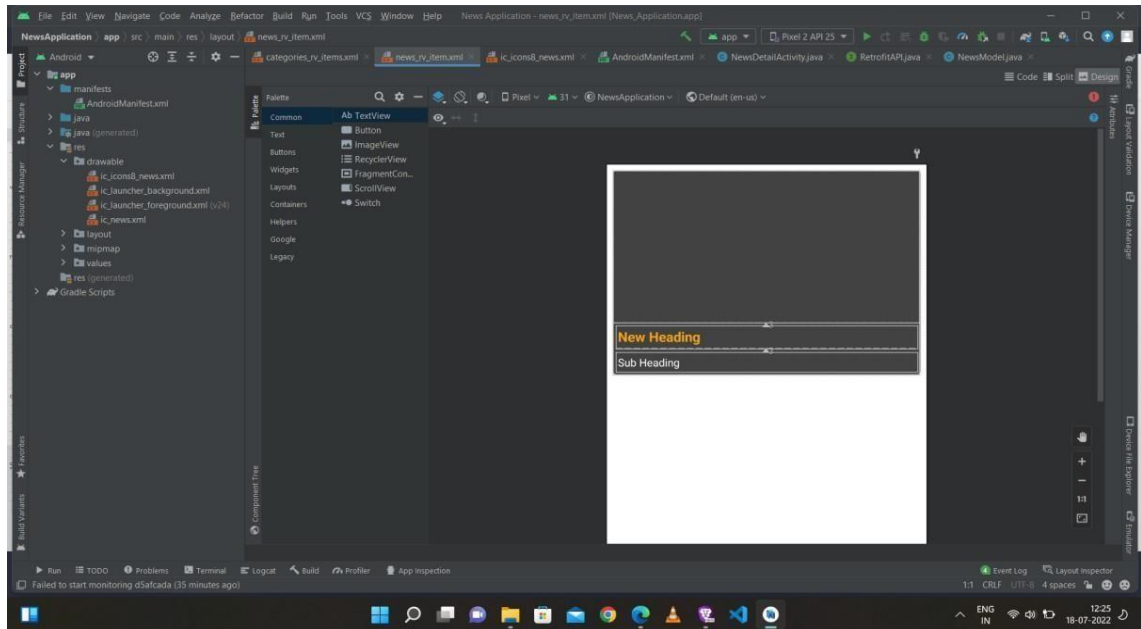 File Edit View Navigate Code Analyze Refactor Build Run Tools VCS Window Help News Application - news_rv_item.xml [News_Application.app]
NewsApplication app src main res layout news_rv_item.xml app Pixel 2 API 25
Project Android categories_rv_items.xml news_rv_item.xml ic_icons8_news.xml AndroidManifest.xml NewsDetailActivity.java RetrofitAPI.java NewsModel.java Gradle
app Code Split Design
manifests Palette Palette Pixel 31 NewsApplication Default (en-us) Attributes Layout Validation
AndroidManifest.xml
Structure java Common Ab TextView
java (generated) Text Button
res Buttons ImageView
drawable Widgets RecyclerView
Resource Manager ic_icons8_news.xml Layouts FragmentCon...
ic_launcher_background.xml Containers ScrollView
ic_launcher_foreground.xml (v24) Helpers Switch
ic_news.xml Google
layout Legacy
mipmap
values
res (generated)
Gradle Scripts
Device Manager
New Heading
Sub Heading
Favorites Component Tree Device File Explorer
Build Variants 1:1 Emulator
Run TODO Problems Terminal Logcat Build Profiler App Inspection Event Log Layout Inspector
Failed to start monitoring d5afcada (35 minutes ago) 1:1 CRLF UTF-8 4 spaces
ENG 12:25
IN 18-07-2022